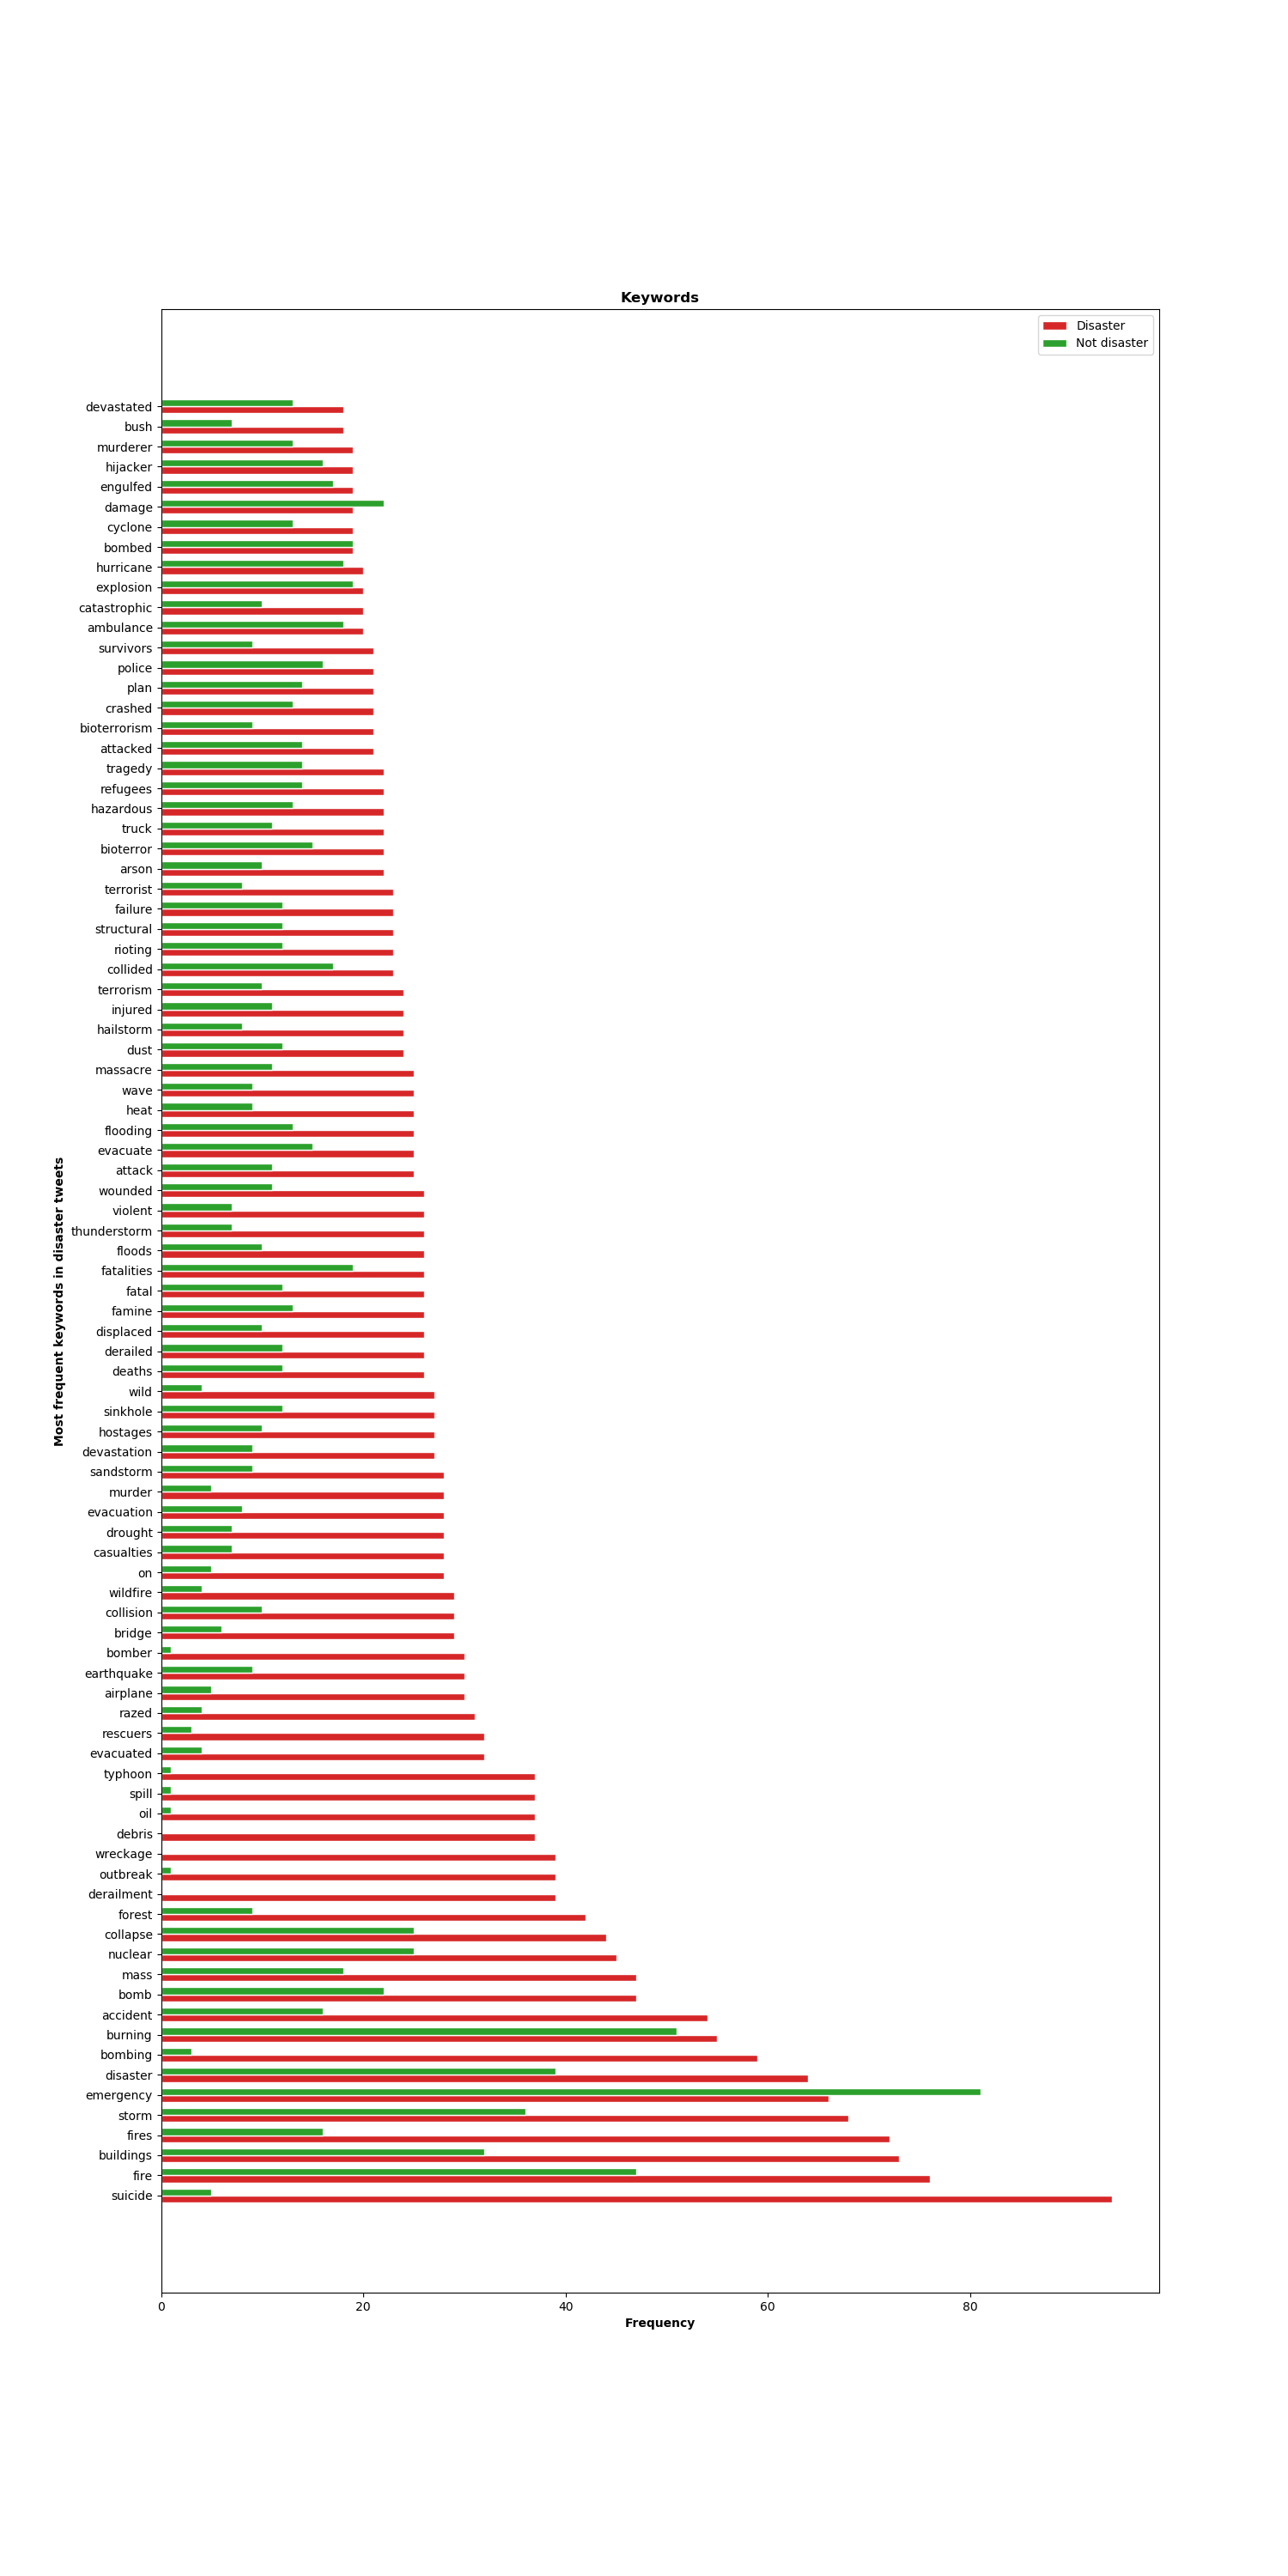 Keywords
Disaster
Not disaster
devastated
bush
murderer
hijacker
engulfed
damage
cyclone
bombed
hurricane
explosion
catastrophic
ambulance
survivors
police
plan
crashed
bioterrorism
attacked
tragedy
refugees
hazardous
truck
bioterror
arson
terrorist
failure
structural
rioting
collided
terrorism
injured
hailstorm
dust
massacre
wave
heat
flooding
evacuate
attack
wounded
violent
thunderstorm
floods
fatalities
fatal
famine
displaced
derailed
deaths
wild
sinkhole
hostages
devastation
sandstorm
murder
evacuation
drought
casualties
on
wildfire
collision
bridge
bomber
earthquake
airplane
razed
rescuers
evacuated
typhoon
spill
oil
debris
wreckage
outbreak
derailment
forest
collapse
nuclear
mass
bomb
accident
burning
bombing
disaster
emergency
storm
fires
buildings
fire
suicide
Most frequent keywords in disaster tweets
0 20 40 60 80
Frequency